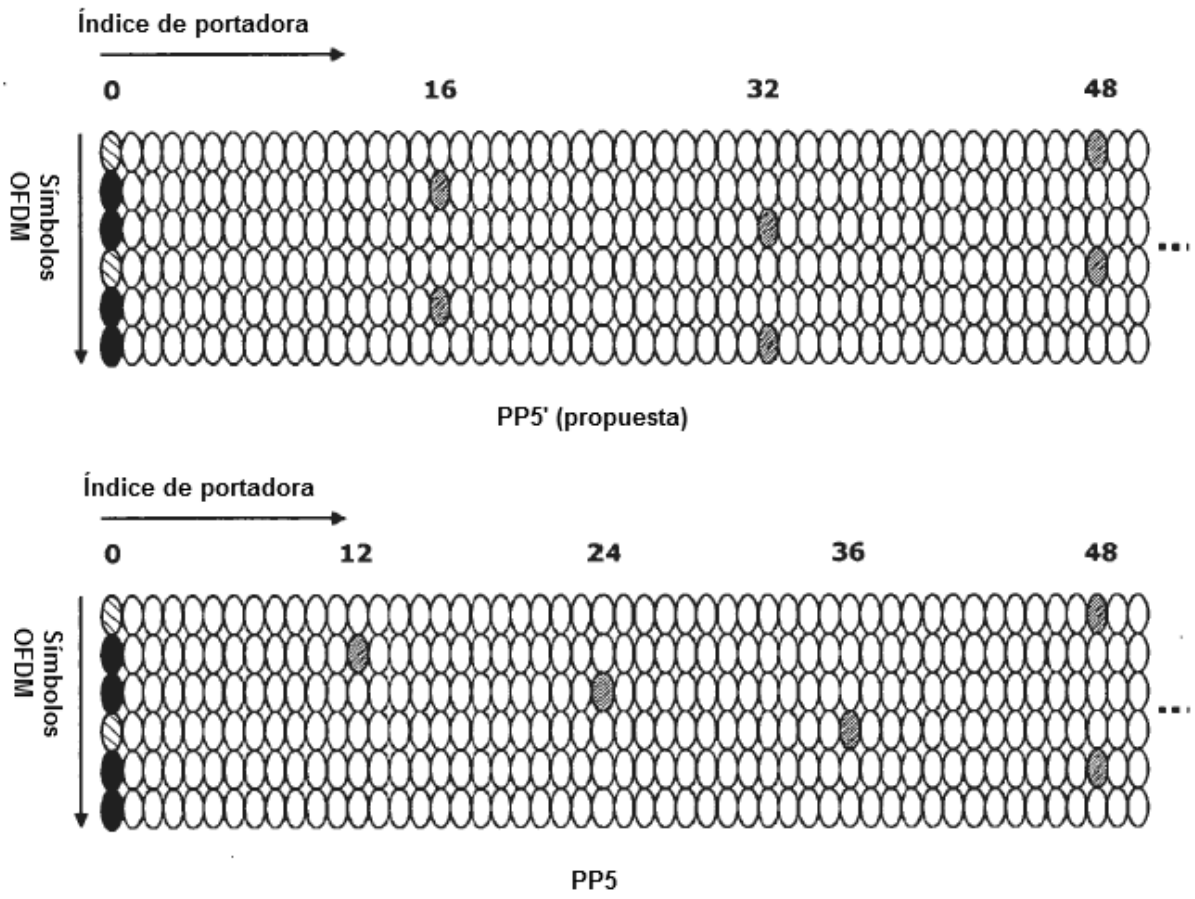 Índice de portadora
0 16 32 48
Símbolos
OFDM
PP5' (propuesta)
Índice de portadora
0 12 24 36 48
Símbolos
OFDM
PP5